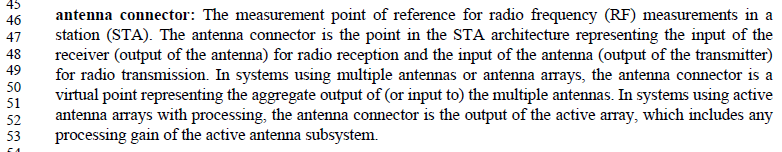 45
46 antenna connector: The measurement point of reference for radio frequency (RF) measurements in a
47 station (STA). The antenna connector is the point in the STA architecture representing the input of the
48 receiver (output of the antenna) for radio reception and the input of the antenna (output of the transmitter)
49 for radio transmission. In systems using multiple antennas or antenna arrays, the antenna connector is a
50 virtual point representing the aggregate output of (or input to) the multiple antennas. In systems using active
51 antenna arrays with processing, the antenna connector is the output of the active array, which includes any
52 processing gain of the active antenna subsystem.
53